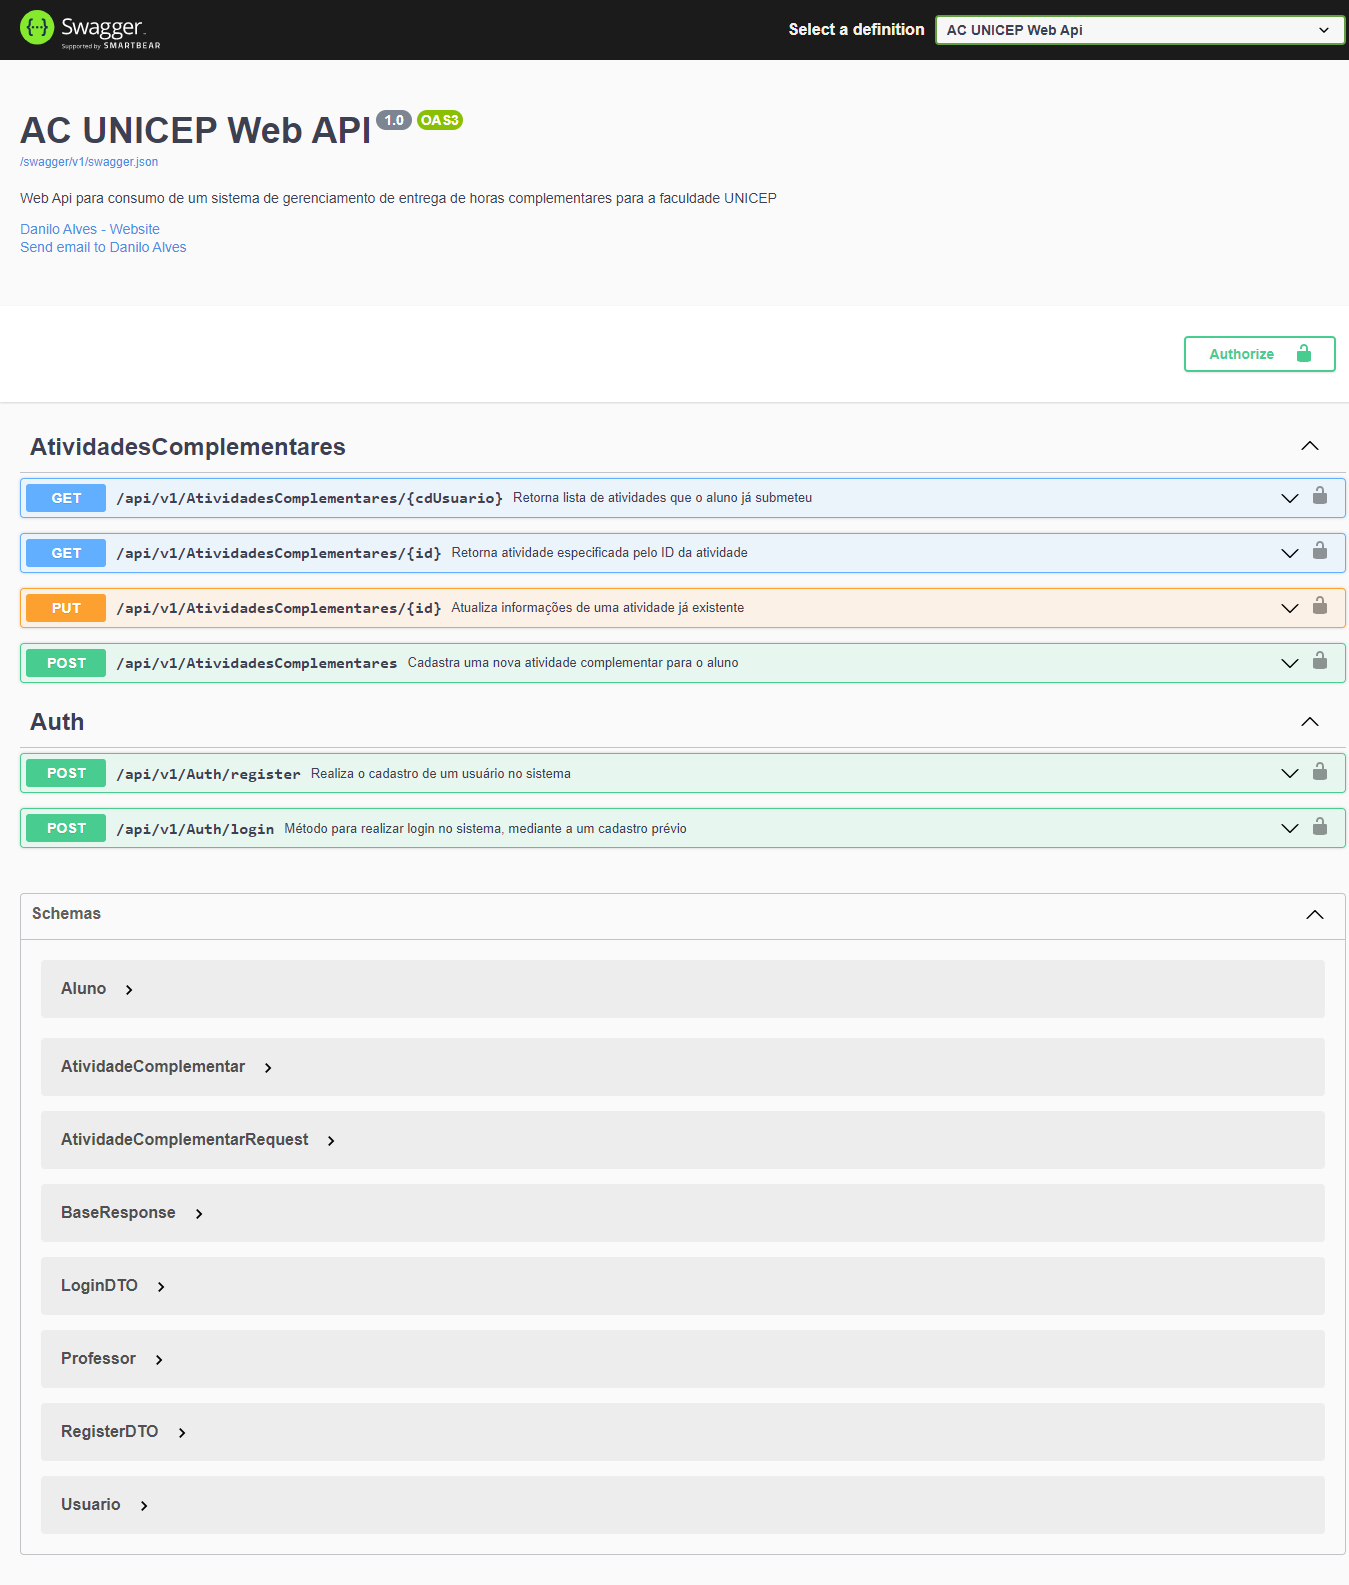 Swagger
Supported by SMARTBEAR
Select a definition
AC UNICEP Web Api
AC UNICEP Web API 1.0 OAS3
/swagger/v1/swagger.json
Web Api para consumo de um sistema de gerenciamento de entrega de horas complementares para a faculdade UNICEP
Danilo Alves - Website
Send email to Danilo Alves
Authorize
AtividadesComplementares
GET /api/v1/AtividadesComplementares/{cdUsuario} Retorna lista de atividades que o aluno já submeteu
GET /api/v1/AtividadesComplementares/{id} Retorna atividade especificada pelo ID da atividade
PUT /api/v1/AtividadesComplementares/{id} Atualiza informações de uma atividade já existente
POST /api/v1/AtividadesComplementares Cadastra uma nova atividade complementar para o aluno
Auth
POST /api/v1/Auth/register Realiza o cadastro de um usuário no sistema
POST /api/v1/Auth/login Método para realizar login no sistema, mediante a um cadastro prévio
Schemas
Aluno
AtividadeComplementar
AtividadeComplementarRequest
BaseResponse
LoginDTO
Professor
RegisterDTO
Usuario